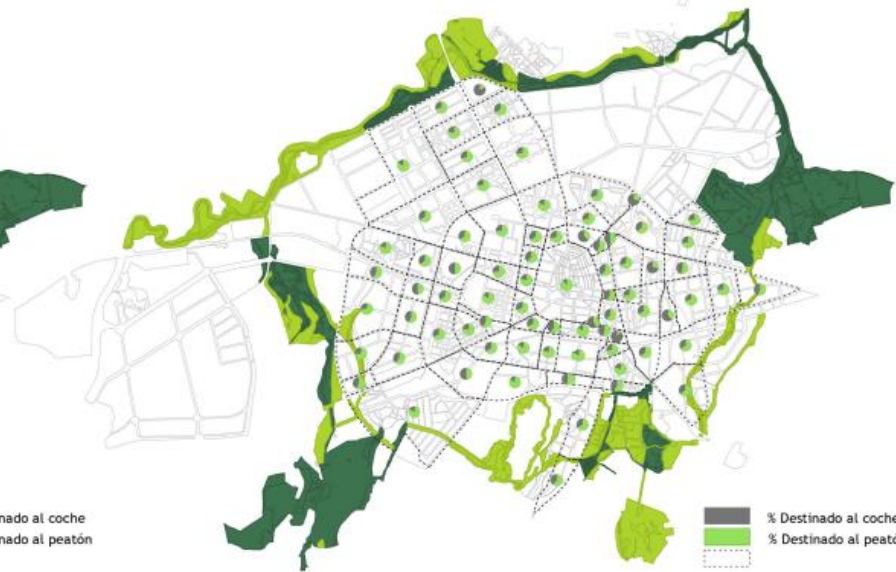 nado al coche
nado al peatón
% Destinado al coche
% Destinado al peató